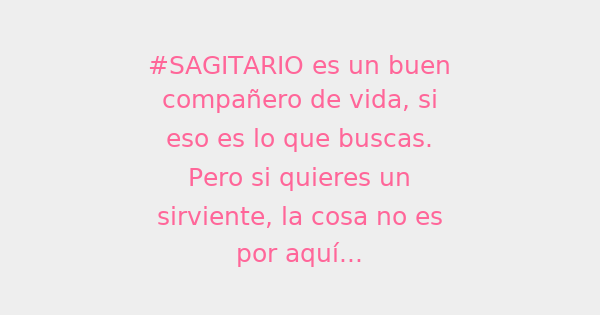 #SAGITARIO es un buen
compañero de vida, si
eso es lo que buscas.
Pero si quieres un
sirviente, la cosa no es
por aquí...